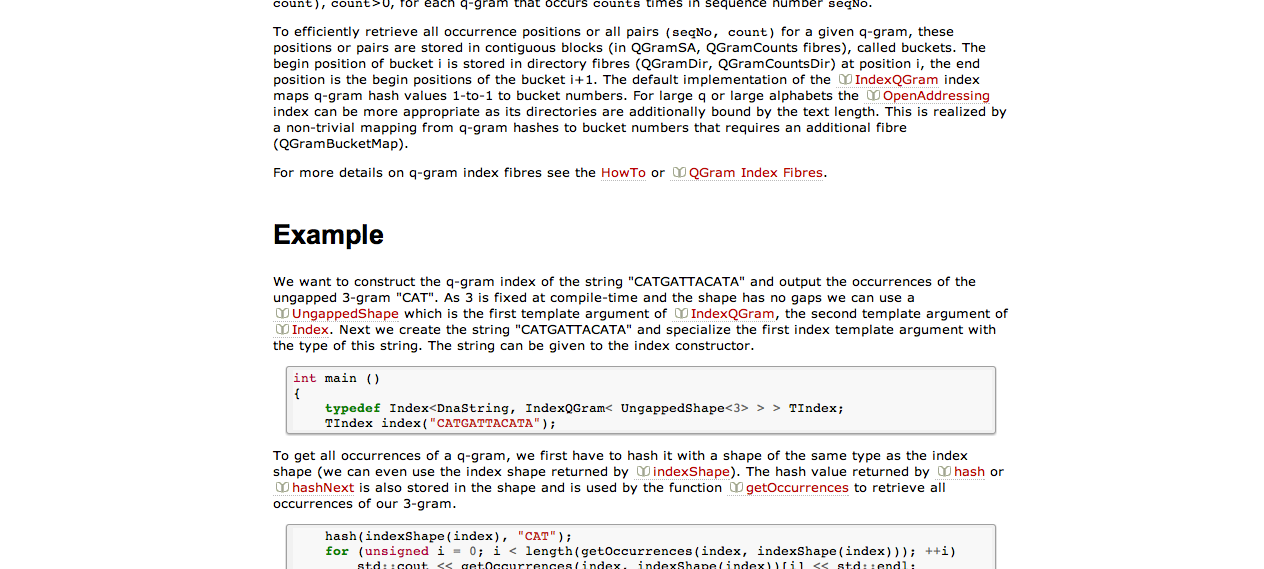 count), count>0, for each q-gram that occurs counts times in sequence number seqNo.
To efficiently retrieve all occurrence positions or all pairs (seqNo, count) for a given q-gram, these
positions or pairs are stored in contiguous blocks (in QGramSA, QGramCounts fibres), called buckets. The
begin position of bucket i is stored in directory fibres (QGramDir, QGramCountsDir) at position i, the end
position is the begin positions of the bucket i+1. The default implementation of the IndexQGram index
maps q-gram hash values 1-to-1 to bucket numbers. For large q or large alphabets the OpenAddressing
index can be more appropriate as its directories are additionally bound by the text length. This is realized by
a non-trivial mapping from q-gram hashes to bucket numbers that requires an additional fibre
(QGramBucketMap).
For more details on q-gram index fibres see the HowTo or QGram Index Fibres.
Example
We want to construct the q-gram index of the string "CATGATTACATA" and output the occurrences of the
ungapped 3-gram "CAT". As 3 is fixed at compile-time and the shape has no gaps we can use a
UngappedShape which is the first template argument of IndexQGram, the second template argument of
Index. Next we create the string "CATGATTACATA" and specialize the first index template argument with
the type of this string. The string can be given to the index constructor.
int main ()
{
    typedef Index<DnaString, IndexQGram< UngappedShape<3> > > TIndex;
    TIndex index("CATGATTACATA");
To get all occurrences of a q-gram, we first have to hash it with a shape of the same type as the index
shape (we can even use the index shape returned by indexShape). The hash value returned by hash or
hashNext is also stored in the shape and is used by the function getOccurrences to retrieve all
occurrences of our 3-gram.
    hash(indexShape(index), "CAT");
    for (unsigned i = 0; i < length(getOccurrences(index, indexShape(index))); ++i)
        std::cout << getOccurrences(index, indexShape(index))[i] << std::endl;